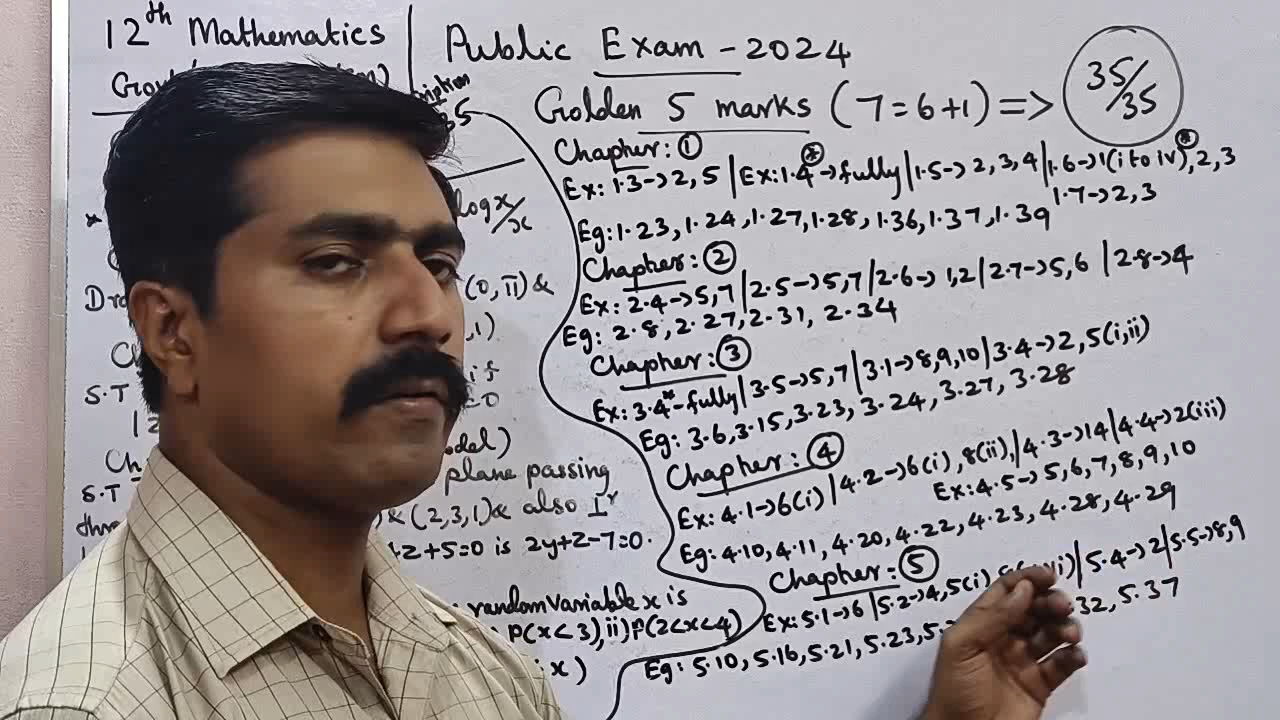 12th Mathematics
ription
65
*
log x/x
(0, π) &
Dra
, 1)
if
S.T
odel)
plane passing
S.T
thr
) & (2,3,1) & also Ir
+2+5=0 is 2y+z-7=0.
random Variable x is
P(x<3), ii) P(2<x<4)
x)
Public Exam - 2024
Golden 5 marks (7=6+1) => 35/35
Chapter: ①
Ex: 1.3->2,5 | Ex: 1.4* -> fully | 1.5-> 2,3,4 | 1.6->1(i to iv)*, 2,3
1.7->2,3
Eg: 1.23, 1.24, 1.27, 1.28, 1.36, 1.37, 1.39
Chapter: ②
Ex: 2.4->5,7 | 2.5->5,7 | 2.6-> 1,2 | 2.7->5,6 | 2.8->4
Eg: 2.8, 2.27, 2.31, 2.34
Chapter: ③
Ex: 3.4*-fully | 3.5->5,7 | 3.1->8,9,10 | 3.4->2,5(i,ii)
Eg: 3.6, 3.15, 3.23, 3.24, 3.27, 3.28
Chapter: ④
Ex: 4.1->6(i) | 4.2->6(i), 8(ii), | 4.3->14 | 4.4->2(iii)
Ex: 4.5-> 5,6,7,8,9,10
Eg: 4.10, 4.11, 4.20, 4.22, 4.23, 4.28, 4.29
Chapter: ⑤
Ex: 5.1->6 | 5.2->4, 5(i) i) | 5.4->2 | 5.5->8,9
Eg: 5.10, 5.16, 5.21, 5.23, 5. .32, 5.37